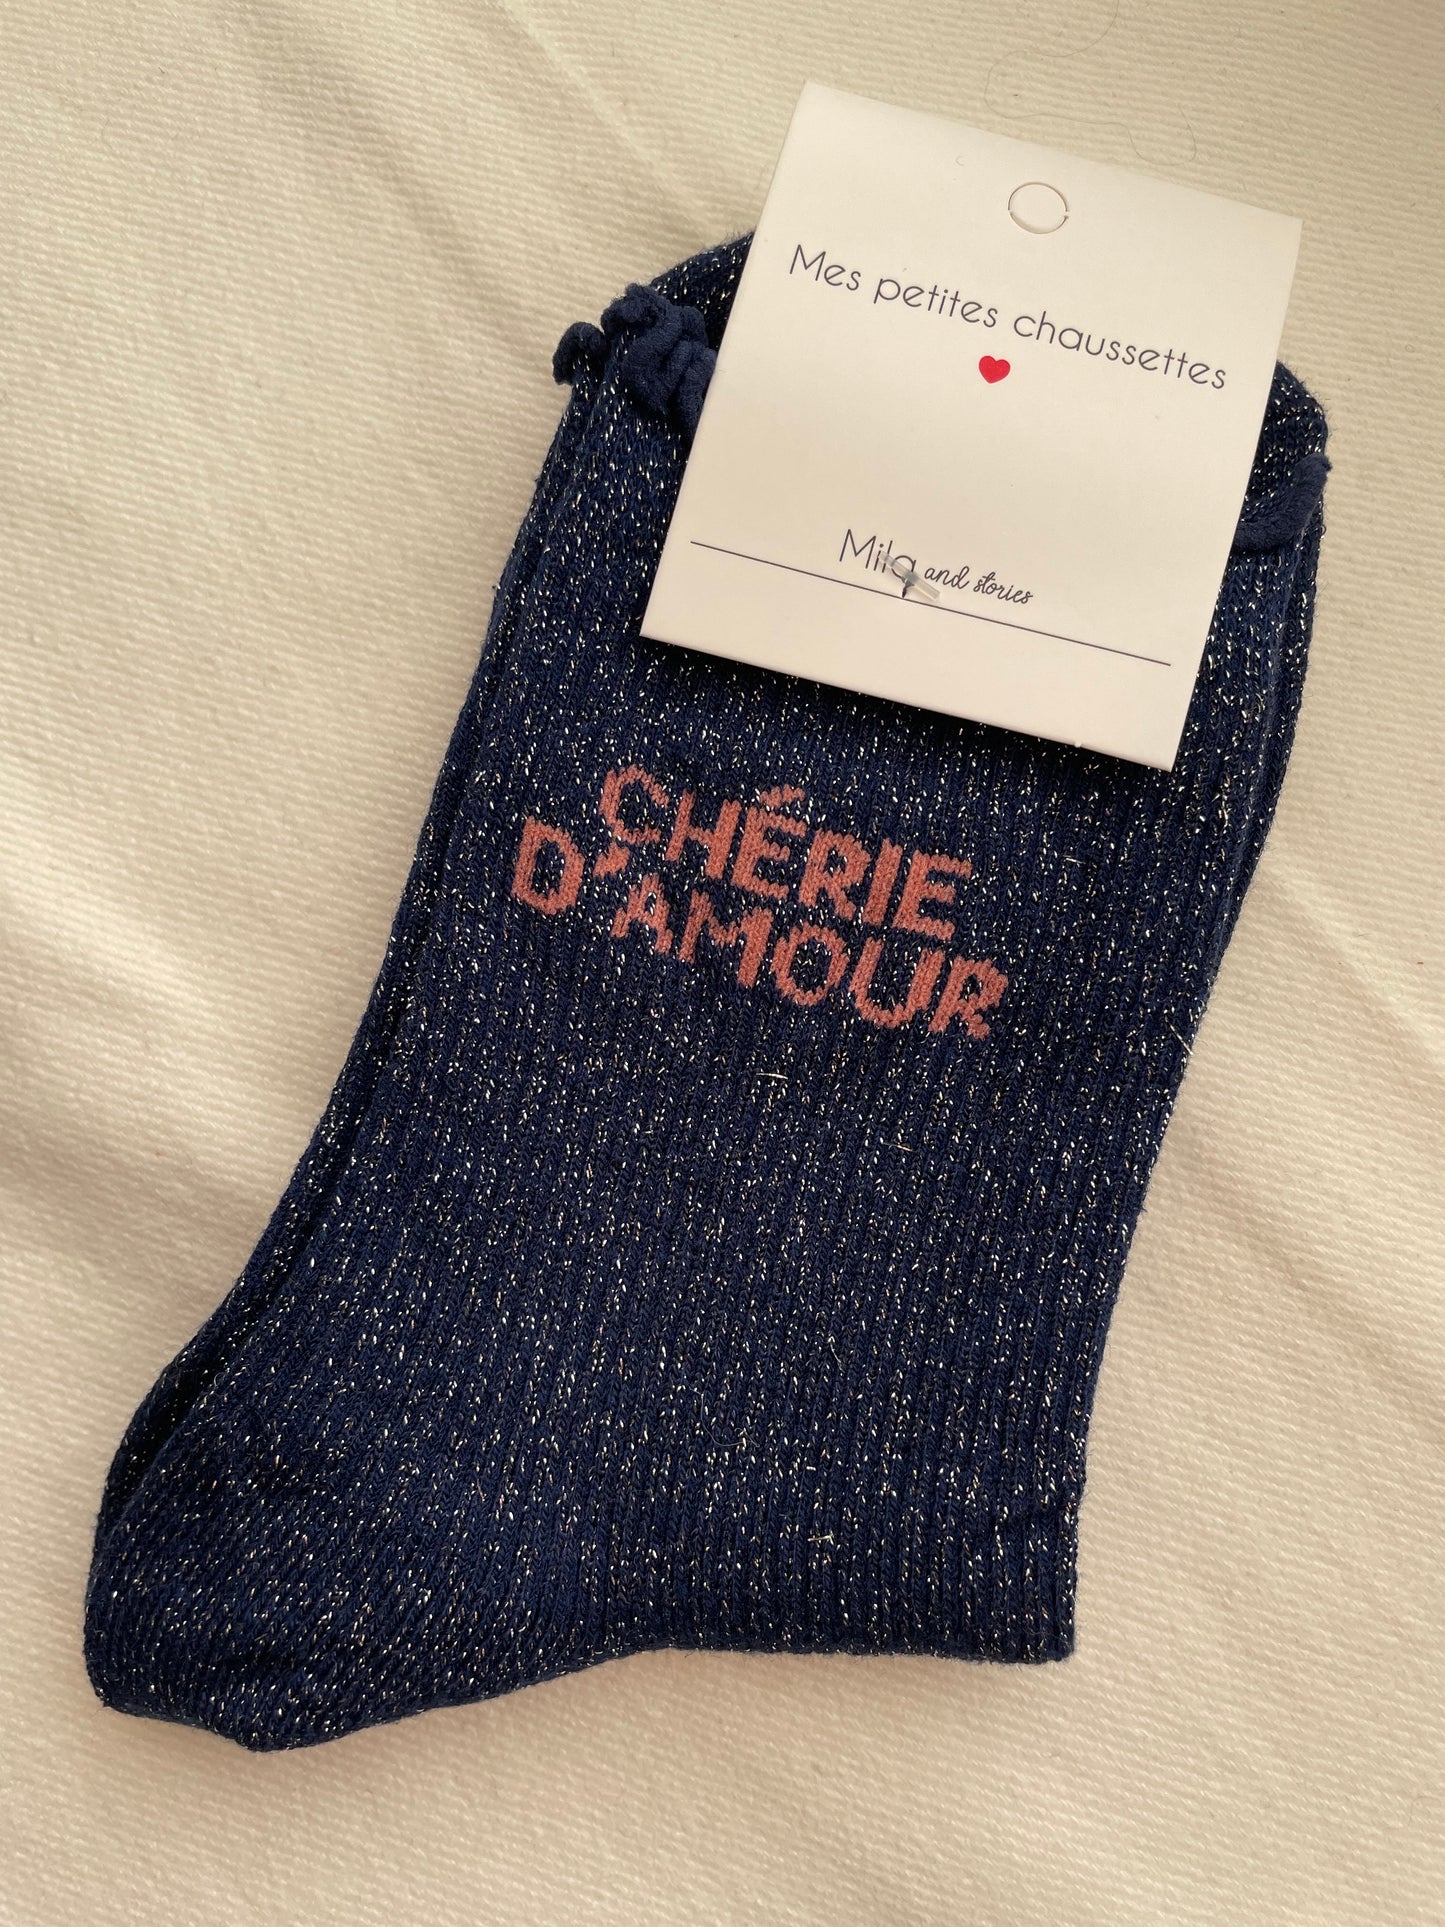 Mes petites chaussettes
Mila and stories
CHÉRIE
D'AMOUR